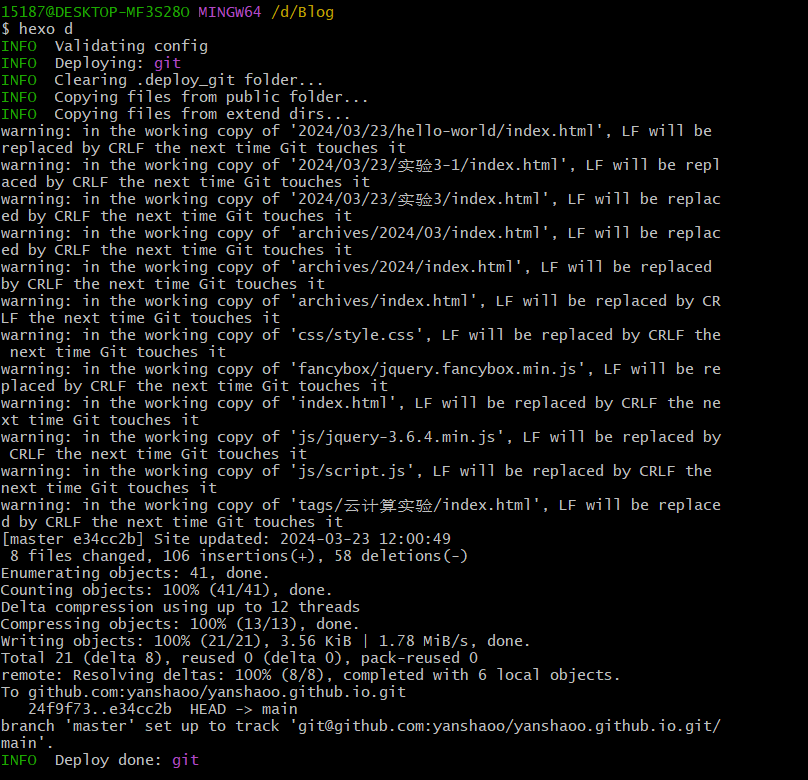 15187@DESKTOP-MF3S28O MINGW64 /d/Blog
$ hexo d
INFO  Validating config
INFO  Deploying: git
INFO  Clearing .deploy_git folder...
INFO  Copying files from public folder...
INFO  Copying files from extend dirs...
warning: in the working copy of '2024/03/23/hello-world/index.html', LF will be
replaced by CRLF the next time Git touches it
warning: in the working copy of '2024/03/23/实验3-1/index.html', LF will be repl
aced by CRLF the next time Git touches it
warning: in the working copy of '2024/03/23/实验3/index.html', LF will be replac
ed by CRLF the next time Git touches it
warning: in the working copy of 'archives/2024/03/index.html', LF will be replac
ed by CRLF the next time Git touches it
warning: in the working copy of 'archives/2024/index.html', LF will be replaced
by CRLF the next time Git touches it
warning: in the working copy of 'archives/index.html', LF will be replaced by CR
LF the next time Git touches it
warning: in the working copy of 'css/style.css', LF will be replaced by CRLF the
 next time Git touches it
warning: in the working copy of 'fancybox/jquery.fancybox.min.js', LF will be re
placed by CRLF the next time Git touches it
warning: in the working copy of 'index.html', LF will be replaced by CRLF the ne
xt time Git touches it
warning: in the working copy of 'js/jquery-3.6.4.min.js', LF will be replaced by
 CRLF the next time Git touches it
warning: in the working copy of 'js/script.js', LF will be replaced by CRLF the
next time Git touches it
warning: in the working copy of 'tags/云计算实验/index.html', LF will be replace
d by CRLF the next time Git touches it
[master e34cc2b] Site updated: 2024-03-23 12:00:49
 8 files changed, 106 insertions(+), 58 deletions(-)
Enumerating objects: 41, done.
Counting objects: 100% (41/41), done.
Delta compression using up to 12 threads
Compressing objects: 100% (13/13), done.
Writing objects: 100% (21/21), 3.56 KiB | 1.78 MiB/s, done.
Total 21 (delta 8), reused 0 (delta 0), pack-reused 0
remote: Resolving deltas: 100% (8/8), completed with 6 local objects.
To github.com:yanshaoo/yanshaoo.github.io.git
   24f9f73..e34cc2b  HEAD -> main
branch 'master' set up to track 'git@github.com:yanshaoo/yanshaoo.github.io.git/
main'.
INFO  Deploy done: git